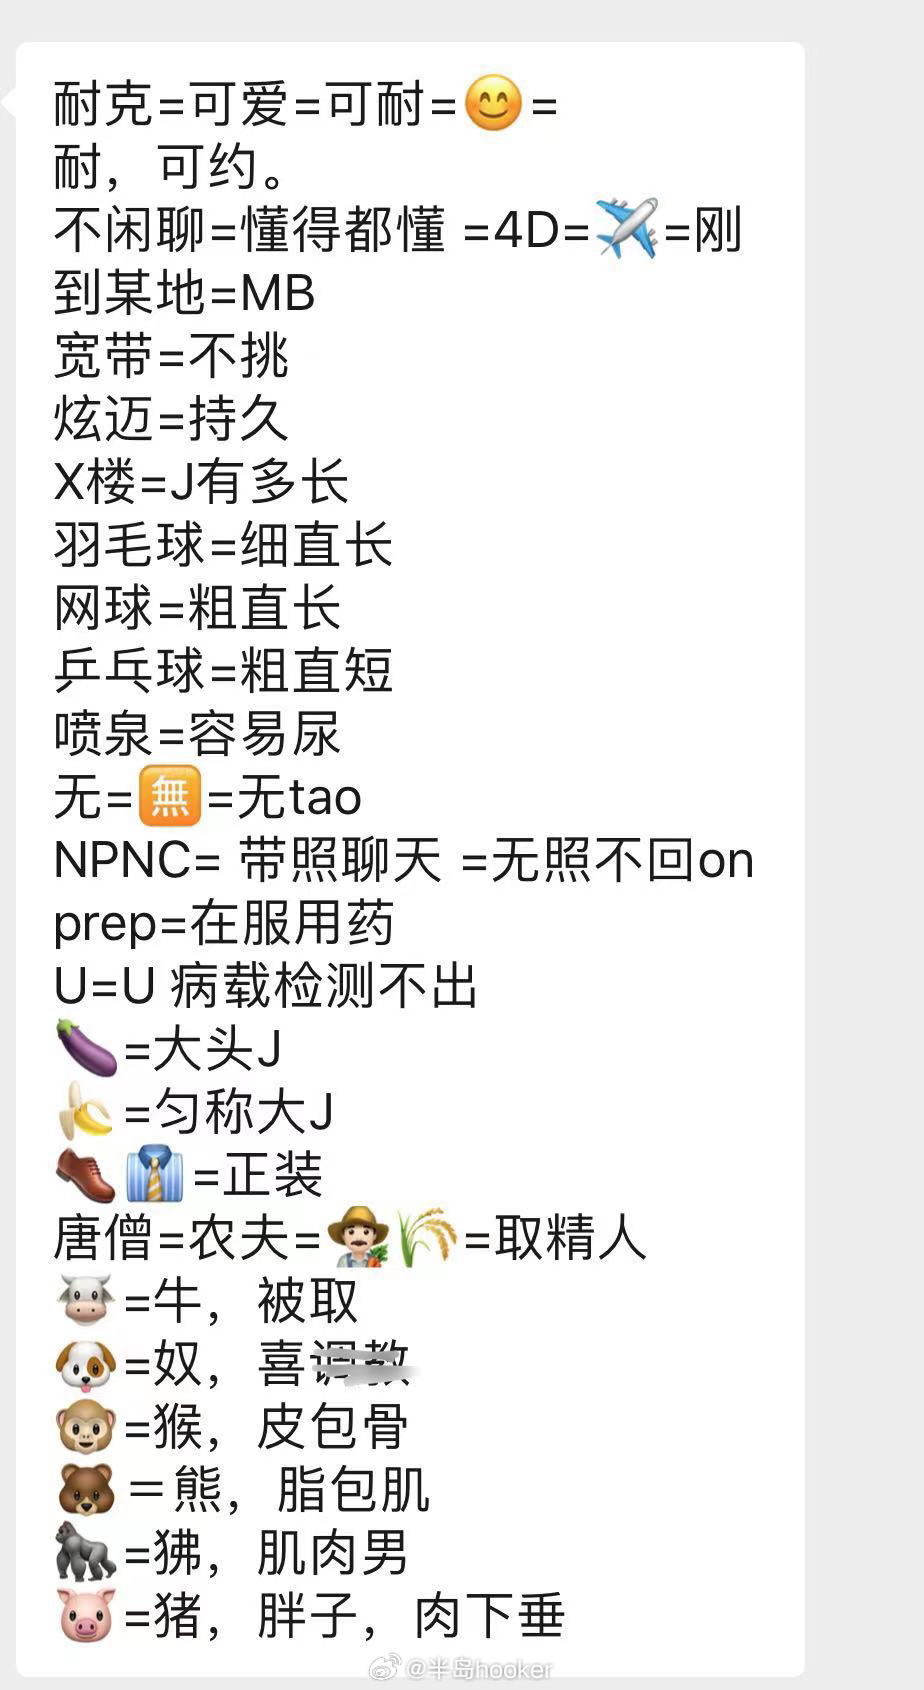 耐克=可爱=可耐=😊=
耐，可约。
不闲聊=懂得都懂 =4D=✈️=刚
到某地=MB
宽带=不挑
炫迈=持久
X楼=J有多长
羽毛球=细直长
网球=粗直长
乒乓球=粗直短
喷泉=容易尿
无=🈚=无tao
NPNC= 带照聊天 =无照不回on
prep=在服用药
U=U 病载检测不出
🍆=大头J
🍌=匀称大J
👞👔=正装
唐僧=农夫=👨‍🌾🌾=取精人
🐮=牛，被取
🐶=奴，喜调教
🐵=猴，皮包骨
🐻＝熊，脂包肌
🦍=狒，肌肉男
🐷=猪，胖子，肉下垂
@半岛hooker